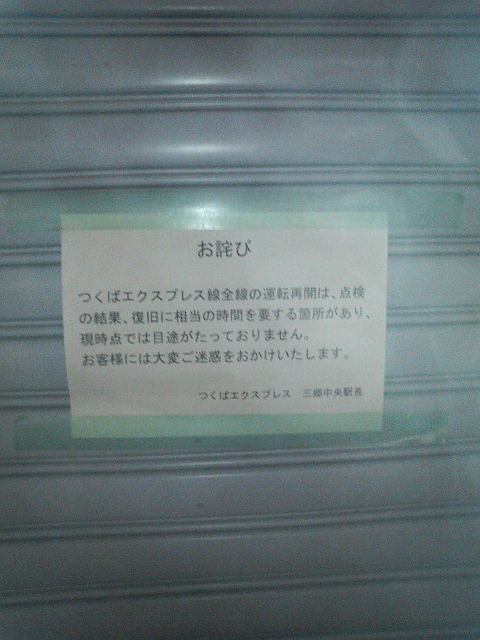 お詫び
つくばエクスプレス線全線の運転再開は、点検
の結果、復旧に相当の時間を要する箇所があり、
現時点では目途がたっておりません。
お客様には大変ご迷惑をおかけいたします。
つくばエクスプレス 三郷中央駅長